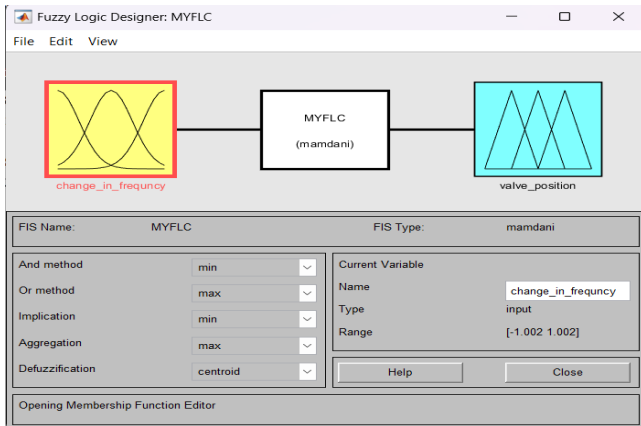 Fuzzy Logic Designer: MYFLC
File Edit View
MYFLC
(mamdani)
change_in_frequncy
valve_position
FIS Name: MYFLC FIS Type: mamdani
And method min
Or method max
Implication min
Aggregation max
Defuzzification centroid
Current Variable
Name change_in_frequncy
Type input
Range [-1.002 1.002]
Help Close
Opening Membership Function Editor